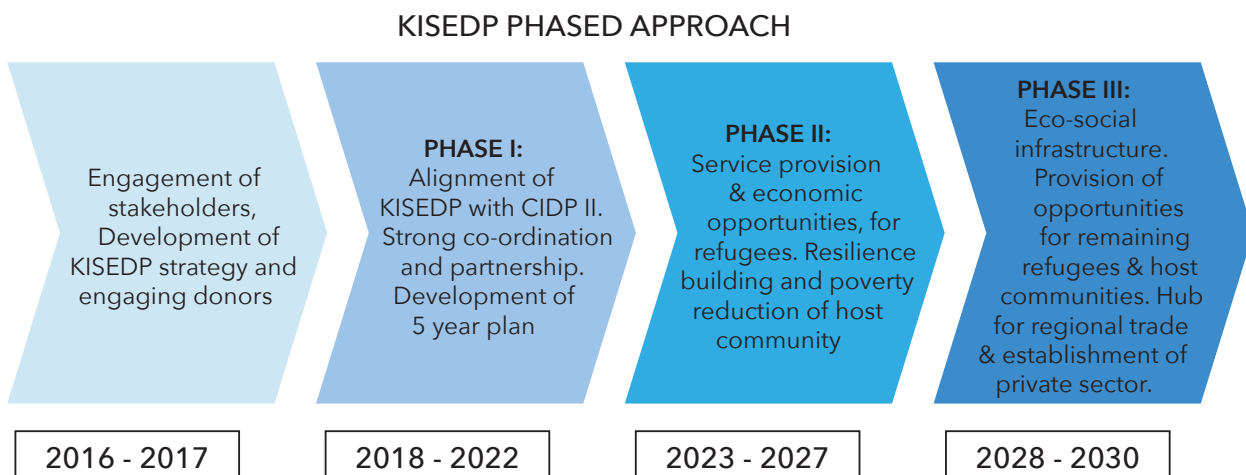 KISEDP PHASED APPROACH
Engagement of
stakeholders,
Development of
KISEDP strategy and
engaging donors
2016 - 2017
PHASE I:
Alignment of
KISEDP with CIDP II.
Strong co-ordination
and partnership.
Development of
5 year plan
2018 - 2022
PHASE II:
Service provision
& economic
opportunities, for
refugees. Resilience
building and poverty
reduction of host
community
2023 - 2027
PHASE III:
Eco-social
infrastructure.
Provision of
opportunities
for remaining
refugees & host
communities. Hub
for regional trade
& establishment of
private sector.
2028 - 2030